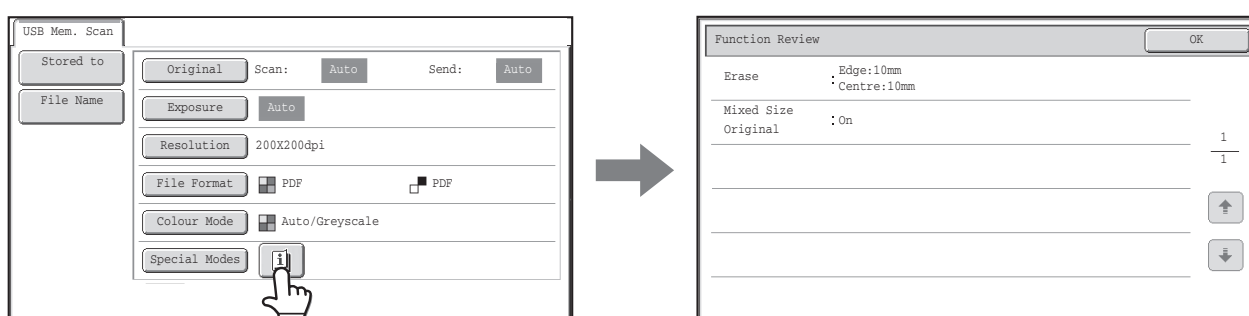 USB Mem. Scan
Stored to
File Name
Original Scan: Auto Send: Auto
Exposure Auto
Resolution 200X200dpi
File Format PDF PDF
Colour Mode Auto/Greyscale
Special Modes i
Function Review OK
Erase : Edge:10mm
Centre:10mm
Mixed Size
Original : On
1
1